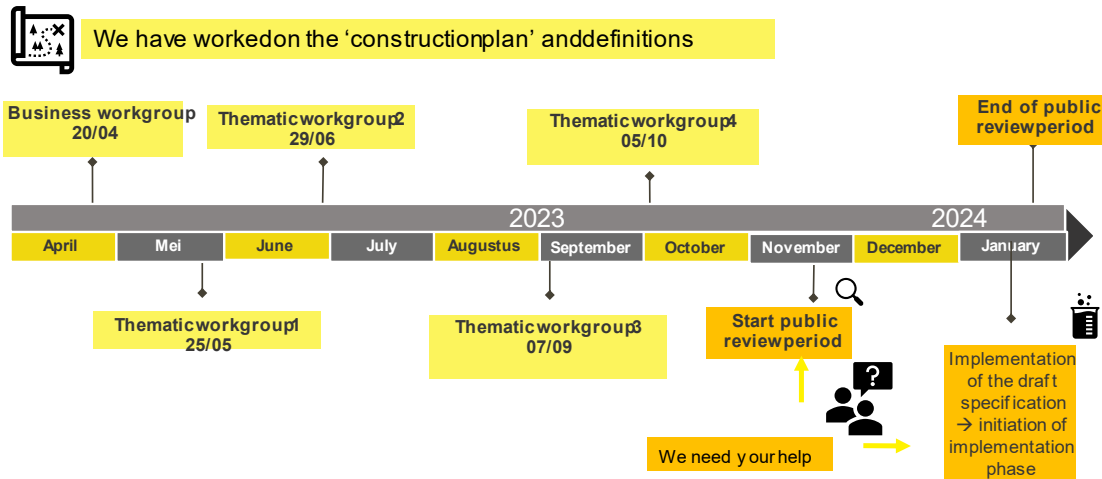 We have workedon the ‘constructionplan’ anddefinitions
Business workgroup
20/04
Thematicworkgroup2
29/06
Thematicworkgroup4
05/10
End of public
reviewperiod
2023
2024
April
Mei
June
July
Augustus
September
October
November
December
January
Thematicworkgroup1
25/05
Thematicworkgroup3
07/09
Start public
reviewperiod
?
Implementation
of the draft
specification
→ initiation of
implementation
phase
We need yourhelp